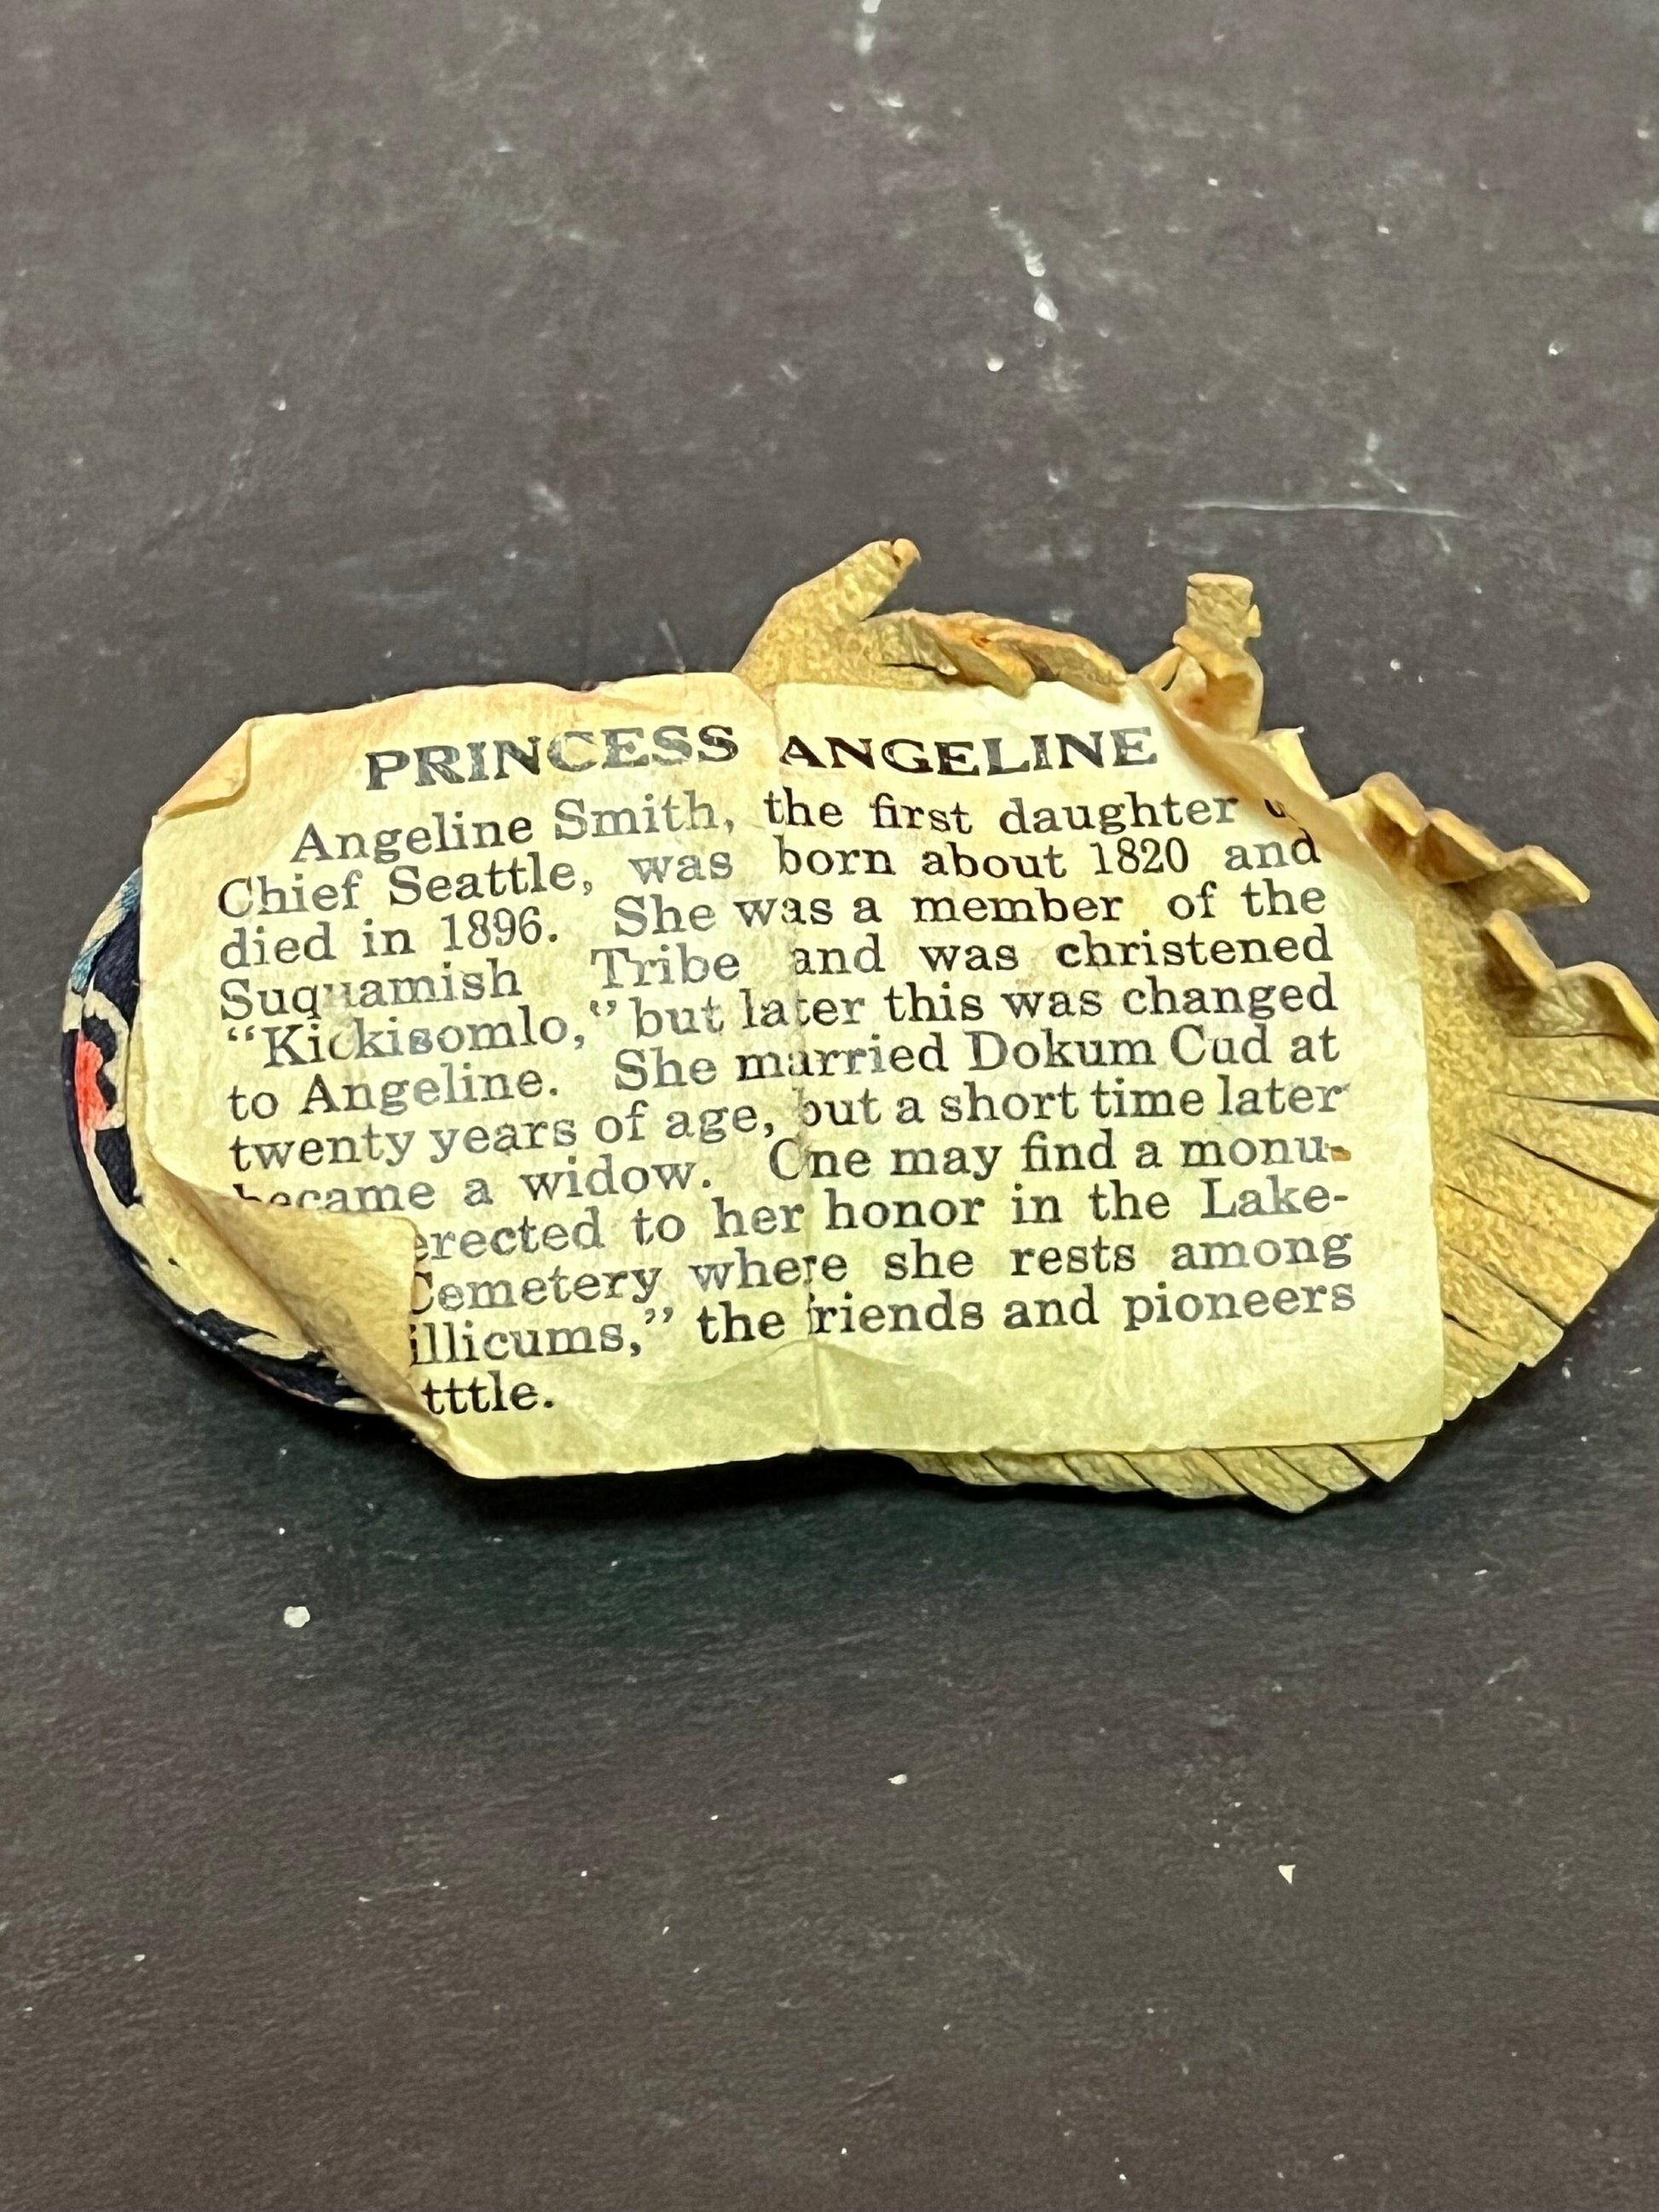 PRINCESS ANGELINE
Angeline Smith, the first daughter
Chief Seattle, was born about 1820 and
died in 1896. She was a member of the
Suquamish Tribe and was christened
"Kickisomlo," but later this was changed
to Angeline. She married Dokum Cud at
twenty years of age, but a short time later
became a widow. One may find a monu-
erected to her honor in the Lake-
Cemetery where she rests among
illicums," the friends and pioneers
tttle.